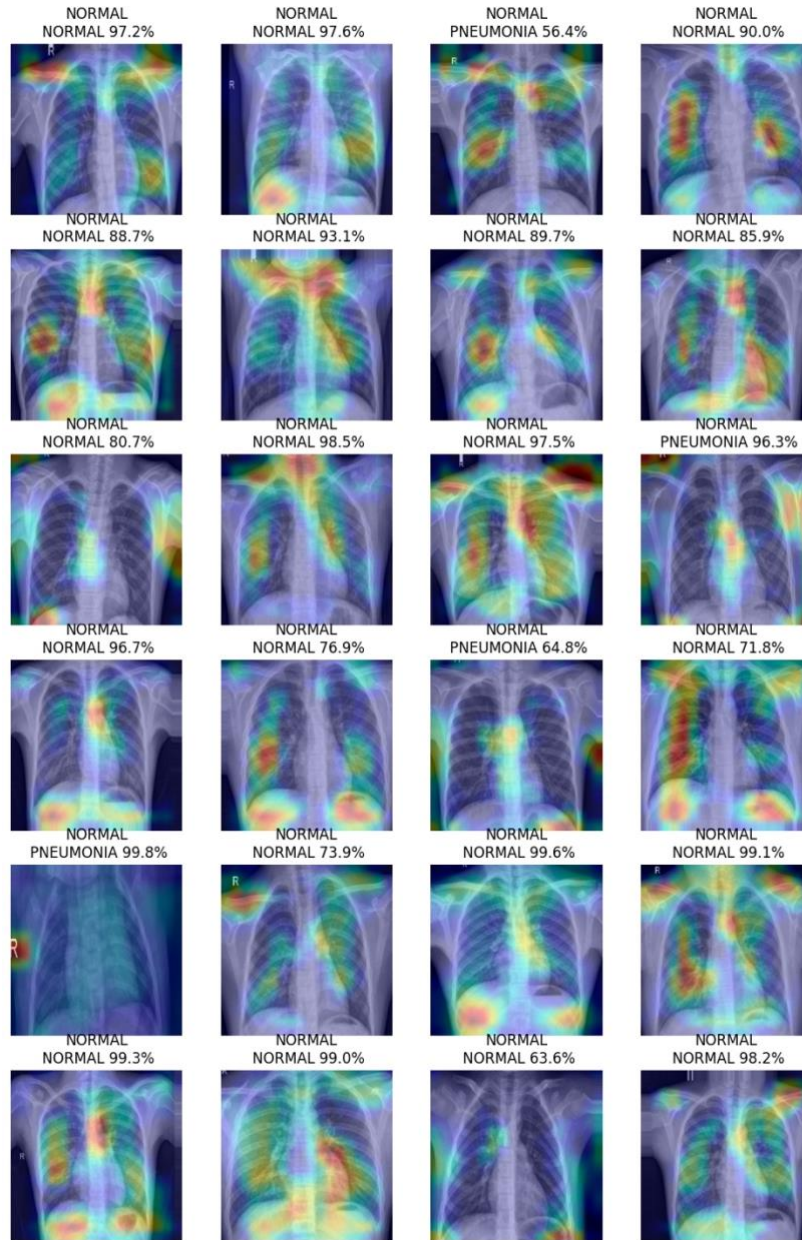 NORMAL NORMAL NORMAL NORMAL
NORMAL 97.2% NORMAL 97.6% PNEUMONIA 56.4% NORMAL 90.0%
R R R
NORMAL NORMAL NORMAL NORMAL
NORMAL 88.7% NORMAL 93.1% NORMAL 89.7% NORMAL 85.9%
NORMAL NORMAL NORMAL NORMAL
NORMAL 80.7% NORMAL 98.5% NORMAL 97.5% PNEUMONIA 96.3%
NORMAL NORMAL NORMAL NORMAL
NORMAL 96.7% NORMAL 76.9% PNEUMONIA 64.8% NORMAL 71.8%
NORMAL NORMAL NORMAL NORMAL
PNEUMONIA 99.8% NORMAL 73.9% NORMAL 99.6% NORMAL 99.1%
R R R
NORMAL NORMAL NORMAL NORMAL
NORMAL 99.3% NORMAL 99.0% NORMAL 63.6% NORMAL 98.2%
R